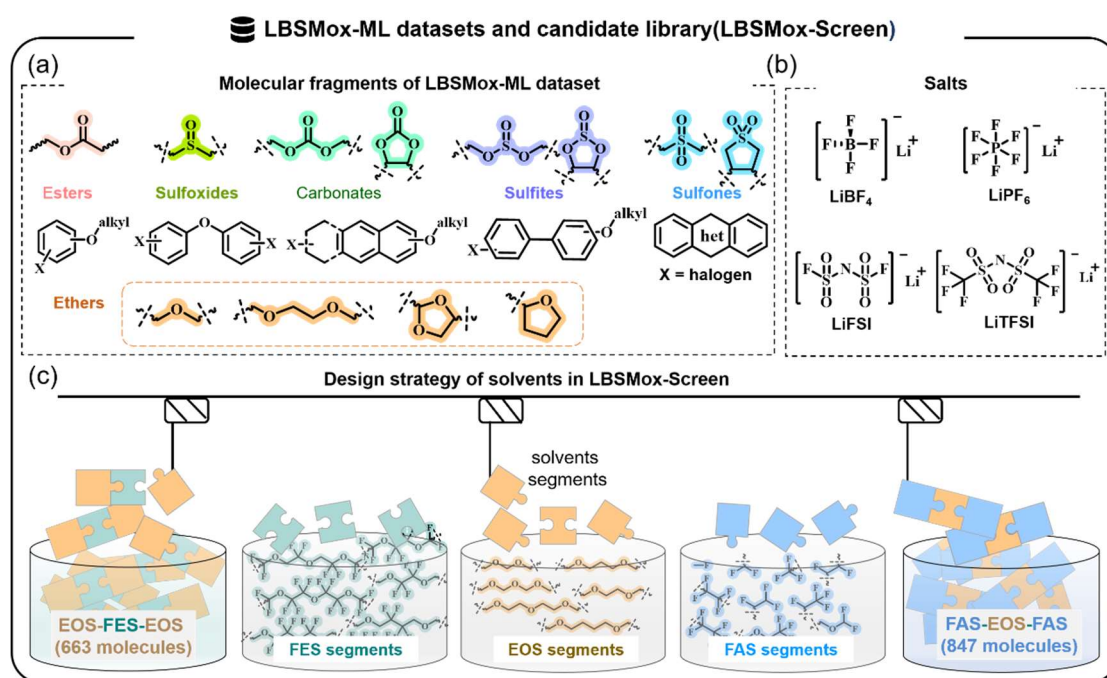 LBSMox-ML datasets and candidate library(LBSMox-Screen)
(a)
Molecular fragments of LBSMox-ML dataset
Esters
Sulfoxides
Carbonates
Sulfites
Sulfones
alkyl
alkyl
alkyl
het
X = halogen
Ethers
(b)
Salts
LiBF4
LiPF6
LiFSI
LiTFSI
(c)
Design strategy of solvents in LBSMox-Screen
solvents
segments
EOS-FES-EOS
(663 molecules)
FES segments
EOS segments
FAS segments
FAS-EOS-FAS
(847 molecules)